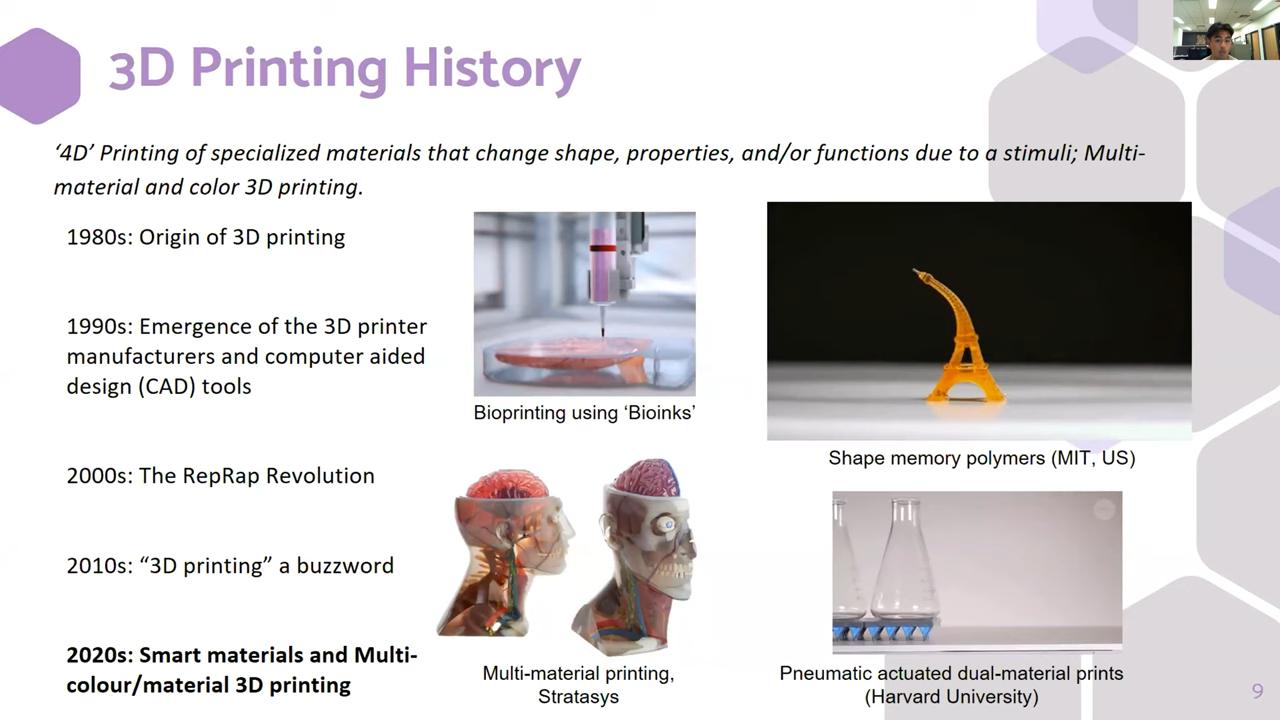 3D Printing History
‘4D’ Printing of specialized materials that change shape, properties, and/or functions due to a stimuli; Multi-
material and color 3D printing.
1980s: Origin of 3D printing
1990s: Emergence of the 3D printer
manufacturers and computer aided
design (CAD) tools
2000s: The RepRap Revolution
2010s: “3D printing” a buzzword
2020s: Smart materials and Multi-
colour/material 3D printing
Bioprinting using ‘Bioinks’
Multi-material printing,
Stratasys
Shape memory polymers (MIT, US)
Pneumatic actuated dual-material prints
(Harvard University)
9